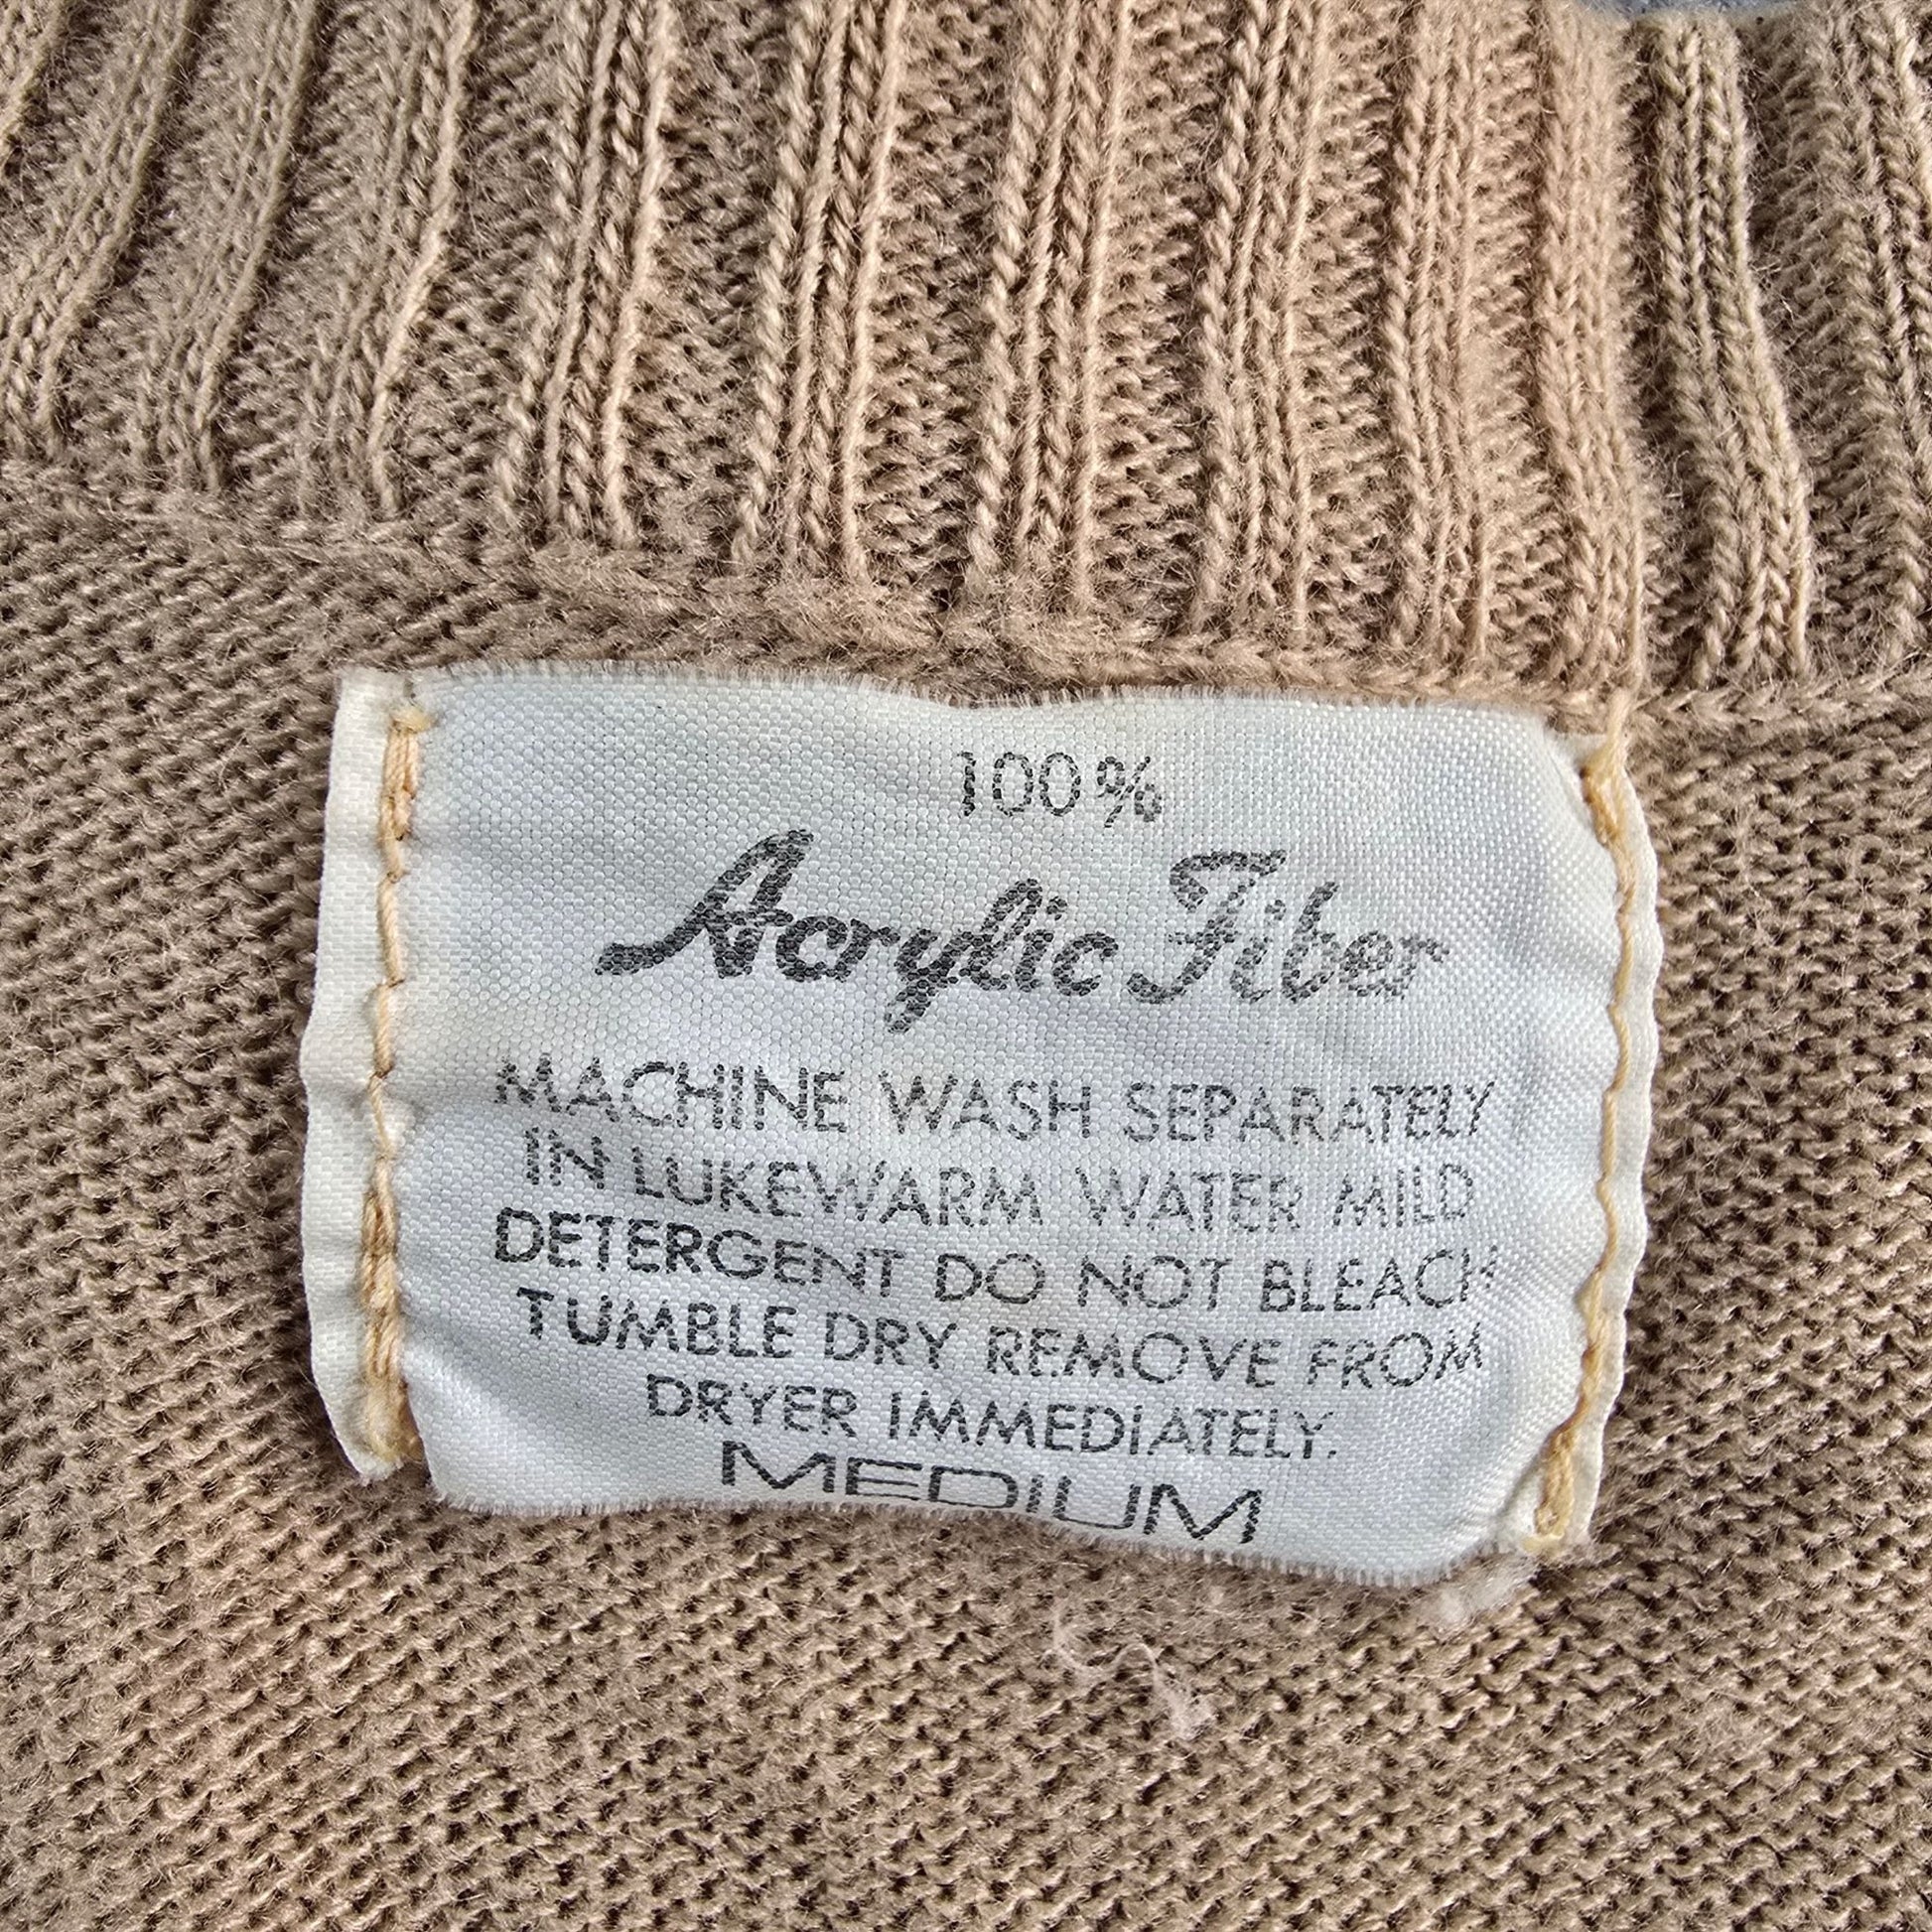 100%
Acrylic Fiber
MACHINE WASH SEPARATELY
IN LUKEWARM WATER MILD
DETERGENT DO NOT BLEACH
TUMBLE DRY REMOVE FROM
DRYER IMMEDIATELY.
MEDIUM